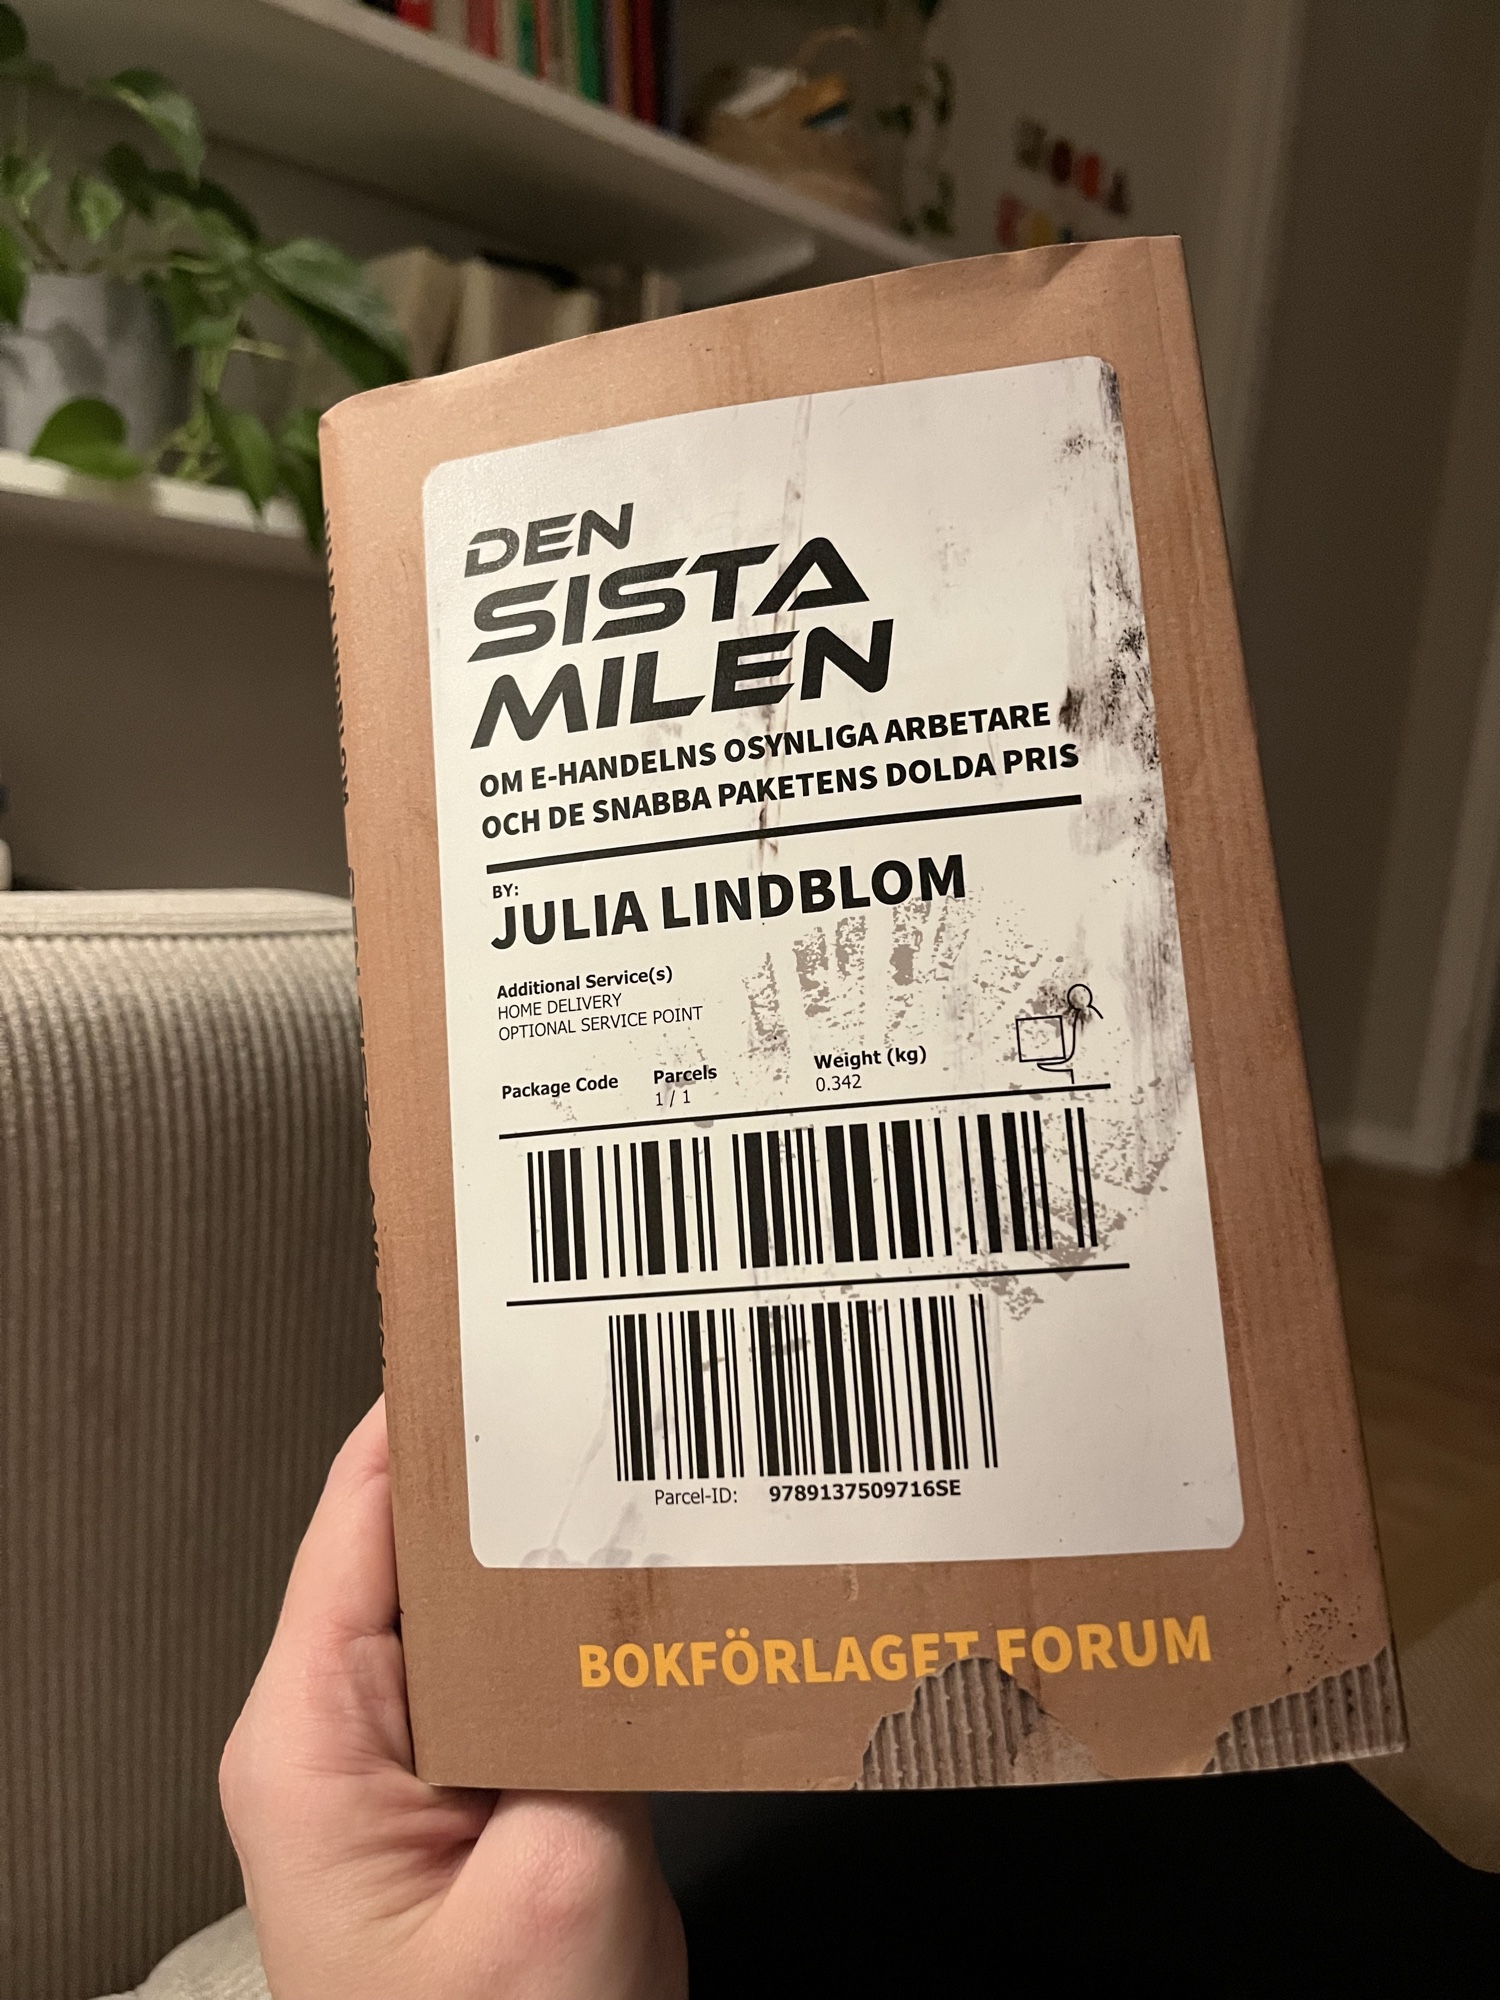 DEN
SISTA
MILEN
OM E-HANDELNS OSYNLIGA ARBETARE
OCH DE SNABBA PAKETENS DOLDA PRIS
BY:
JULIA LINDBLOM
Additional Service(s)
HOME DELIVERY
OPTIONAL SERVICE POINT
Package Code Parcels Weight (kg)
1 / 1 0.342
Parcel-ID: 9789137509716SE
BOKFÖRLAGET FORUM